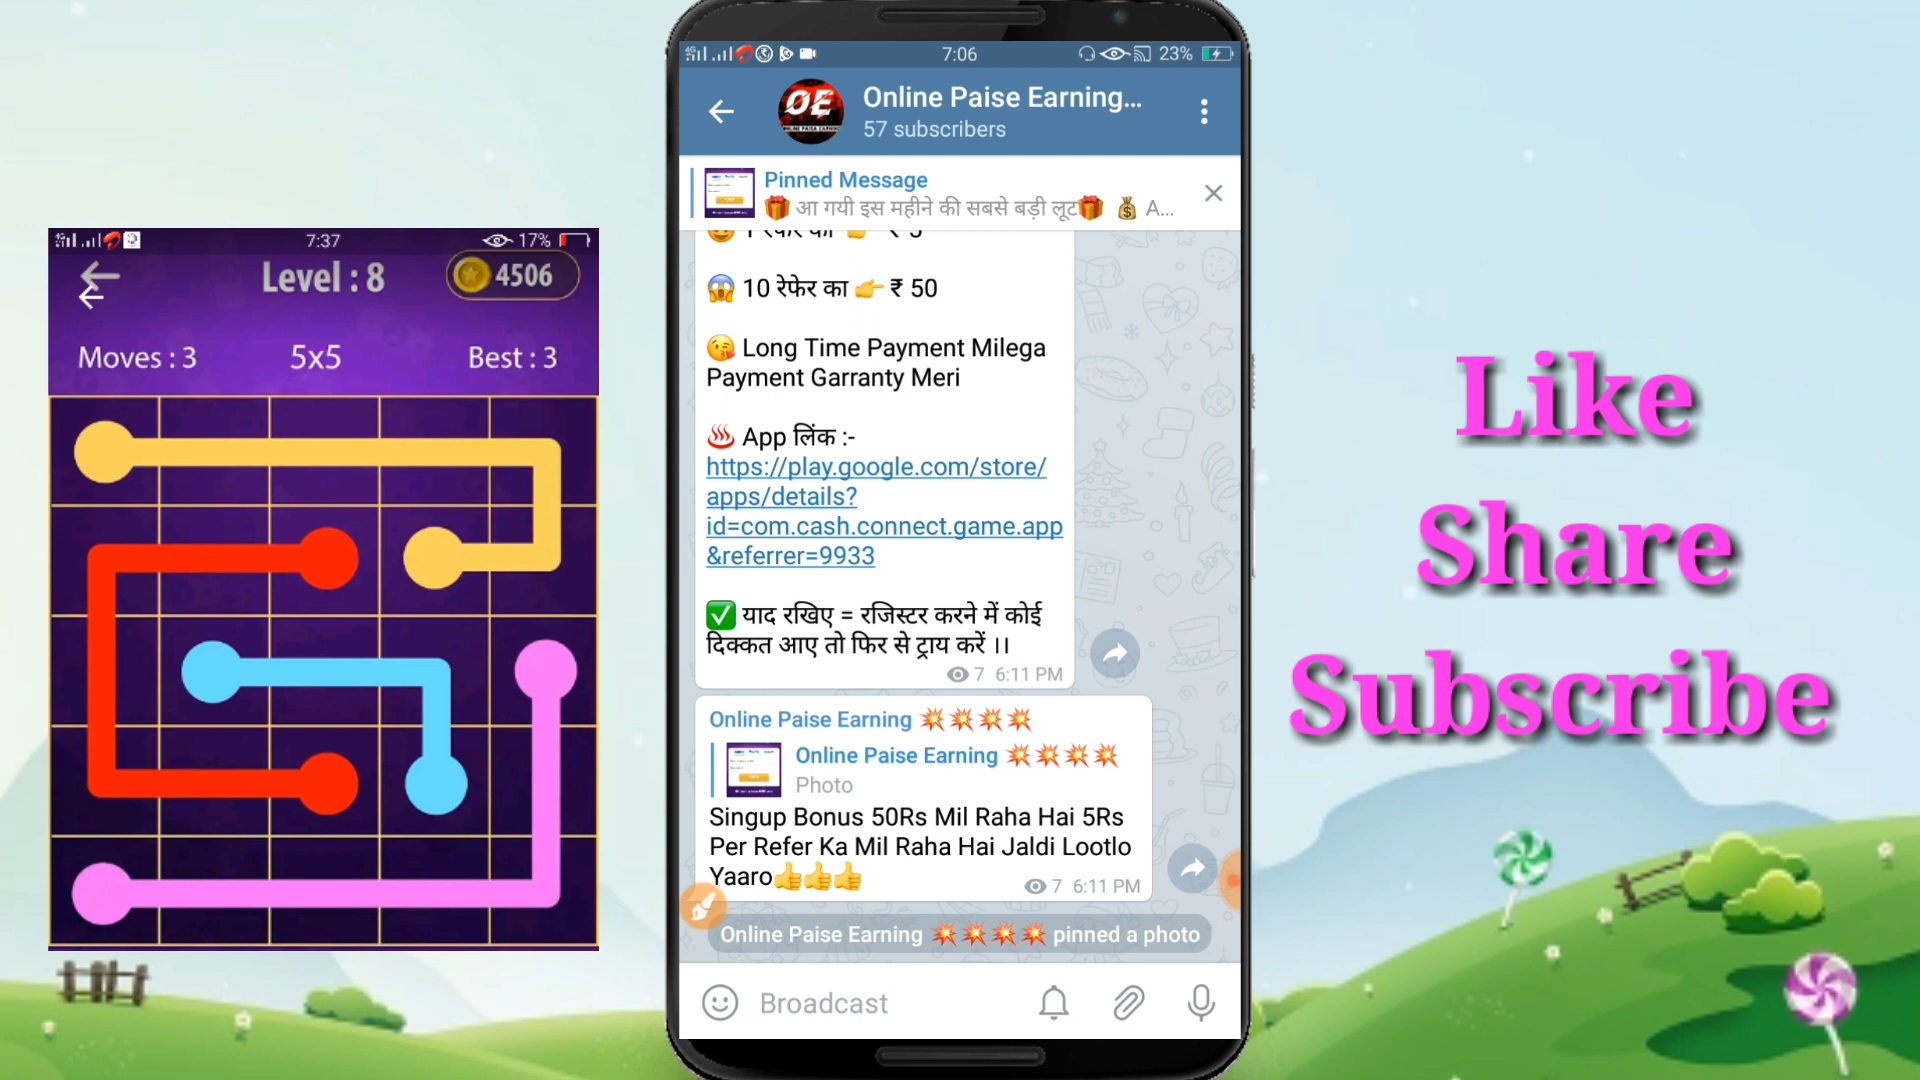 7:37
17%
Level : 8
4506
Moves : 3
5x5
Best : 3
7:06
23%
OE
ONLINE PAISA EARNING
Online Paise Earning...
57 subscribers
Pinned Message
🎁 आ गयी इस महीने की सबसे बड़ी लूट🎁 💰 A...
😱 10 रेफेर का 👉 ₹ 50
😘 Long Time Payment Milega
Payment Garranty Meri
♨️ App लिंक :-
https://play.google.com/store/
apps/details?
id=com.cash.connect.game.app
&referrer=9933
✅ याद रखिए = रजिस्टर करने में कोई
दिक्कत आए तो फिर से ट्राय करें ।।
7 6:11 PM
Online Paise Earning 💥💥💥💥
Online Paise Earning 💥💥💥💥
Photo
Singup Bonus 50Rs Mil Raha Hai 5Rs
Per Refer Ka Mil Raha Hai Jaldi Lootlo
Yaaro👍👍👍
7 6:11 PM
Online Paise Earning 💥💥💥💥 pinned a photo
Broadcast
Like
Share
Subscribe